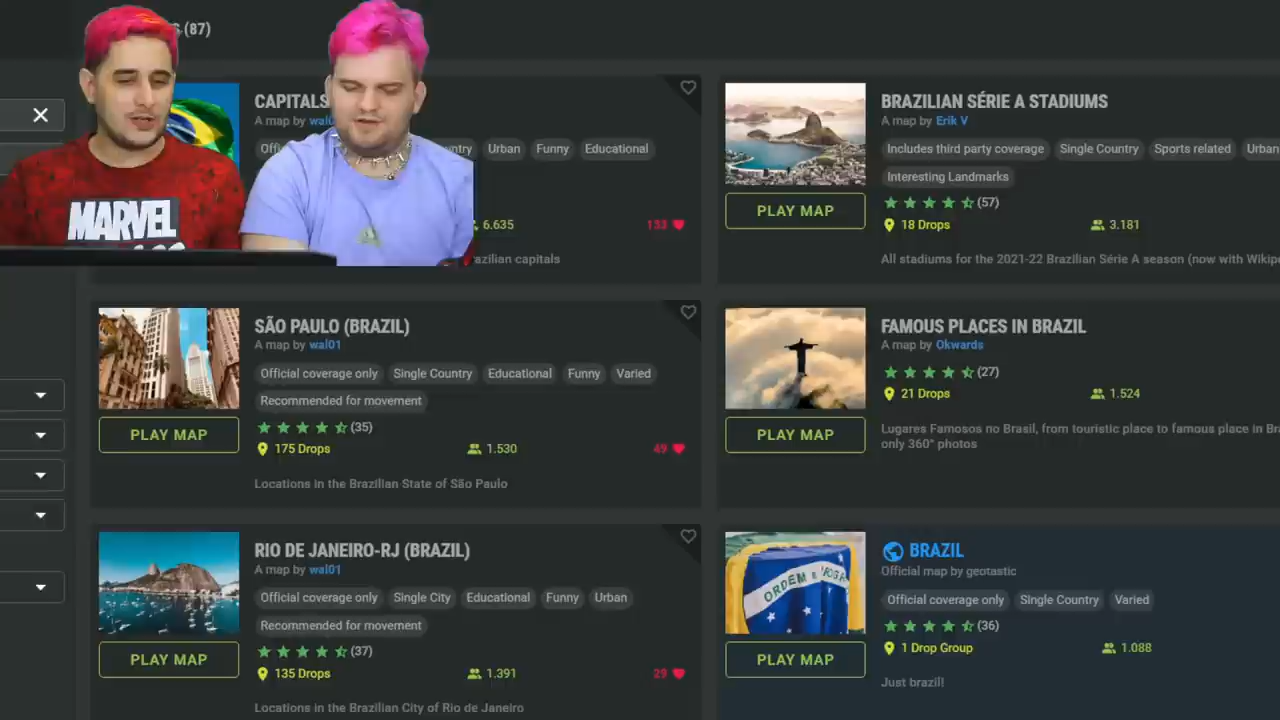 (87)
CAPITALS
A map by
Urban
Funny
Educational
6.635
133
capitals
BRAZILIAN SÉRIE A STADIUMS
A map by Erik V
Includes third party coverage
Single Country
Sports related
Urban
Interesting Landmarks
(57)
18 Drops
3.181
All stadiums for the 2021-22 Brazilian Série A season (now with
PLAY MAP
MARVEL
SÃO PAULO (BRAZIL)
A map by wal01
Official coverage only
Single Country
Educational
Funny
Varied
Recommended for movement
(35)
175 Drops
1.530
49
Locations in the Brazilian State of São Paulo
PLAY MAP
FAMOUS PLACES IN BRAZIL
A map by Okwards
(27)
21 Drops
1.524
Lugares Famosos no Brasil, from touristic place to famous place in
only 360° photos
PLAY MAP
RIO DE JANEIRO-RJ (BRAZIL)
A map by wal01
Official coverage only
Single City
Educational
Funny
Urban
Recommended for movement
(37)
135 Drops
1.391
29
Locations in the Brazilian City of Rio de Janeiro
PLAY MAP
ORDEM E
BRAZIL
Official map by geotastic
Official coverage only
Single Country
Varied
(36)
1 Drop Group
1.088
Just brazil!
PLAY MAP